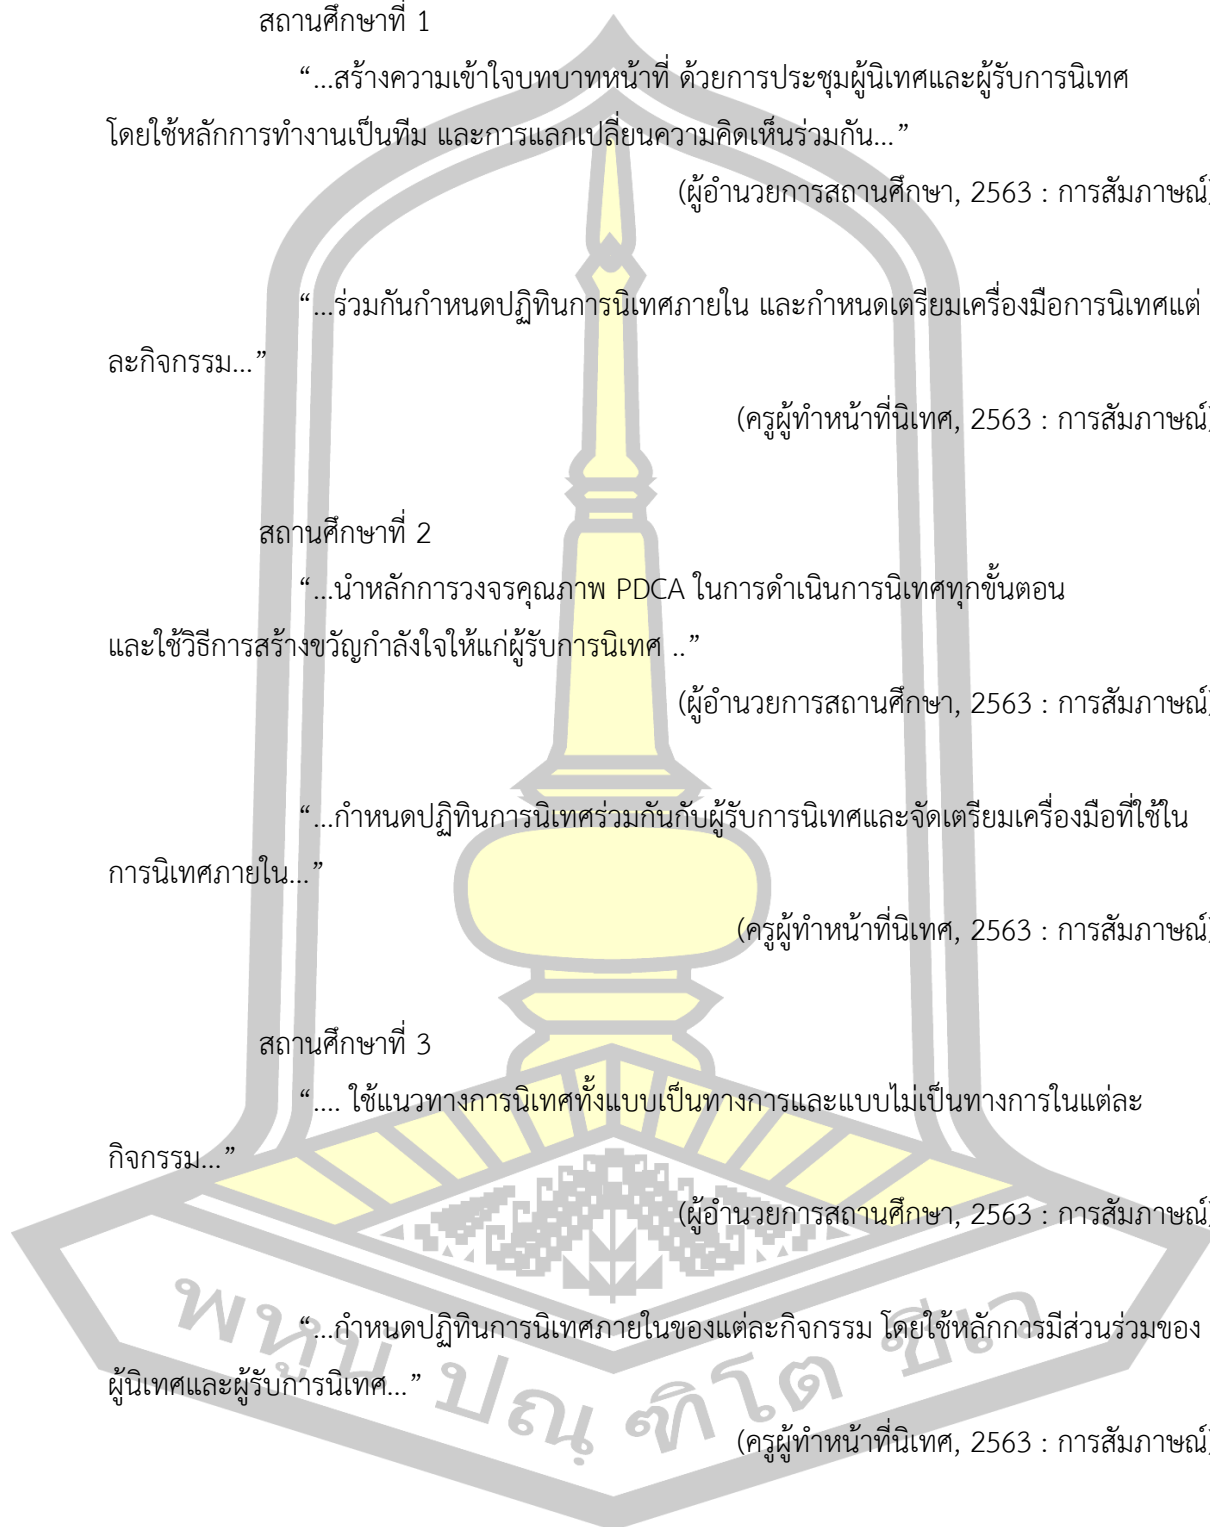 สถานศึกษาที่ 1
“...สร้างความเข้าใจบทบาทหน้าที่ ด้วยการประชุมผู้นิเทศและผู้รับการนิเทศ
โดยใช้หลักการทำงานเป็นทีม และการแลกเปลี่ยนความคิดเห็นร่วมกัน...”
(ผู้อำนวยการสถานศึกษา, 2563 : การสัมภาษณ์)
“...ร่วมกันกำหนดปฏิทินการนิเทศภายใน และกำหนดเตรียมเครื่องมือการนิเทศแต่
ละกิจกรรม...”
(ครูผู้ทำหน้าที่นิเทศ, 2563 : การสัมภาษณ์)
สถานศึกษาที่ 2
“...นำหลักการวงจรคุณภาพ PDCA ในการดำเนินการนิเทศทุกขั้นตอน
และใช้วิธีการสร้างขวัญกำลังใจให้แก่ผู้รับการนิเทศ ..”
(ผู้อำนวยการสถานศึกษา, 2563 : การสัมภาษณ์)
“...กำหนดปฏิทินการนิเทศร่วมกันกับผู้รับการนิเทศและจัดเตรียมเครื่องมือที่ใช้ใน
การนิเทศภายใน...”
(ครูผู้ทำหน้าที่นิเทศ, 2563 : การสัมภาษณ์)
สถานศึกษาที่ 3
“.... ใช้แนวทางการนิเทศทั้งแบบเป็นทางการและแบบไม่เป็นทางการในแต่ละ
กิจกรรม...”
(ผู้อำนวยการสถานศึกษา, 2563 : การสัมภาษณ์)
“...กำหนดปฏิทินการนิเทศภายในของแต่ละกิจกรรม โดยใช้หลักการมีส่วนร่วมของ
ผู้นิเทศและผู้รับการนิเทศ...”
(ครูผู้ทำหน้าที่นิเทศ, 2563 : การสัมภาษณ์)
พหูน ปณฺ ฑิโต ชีเว